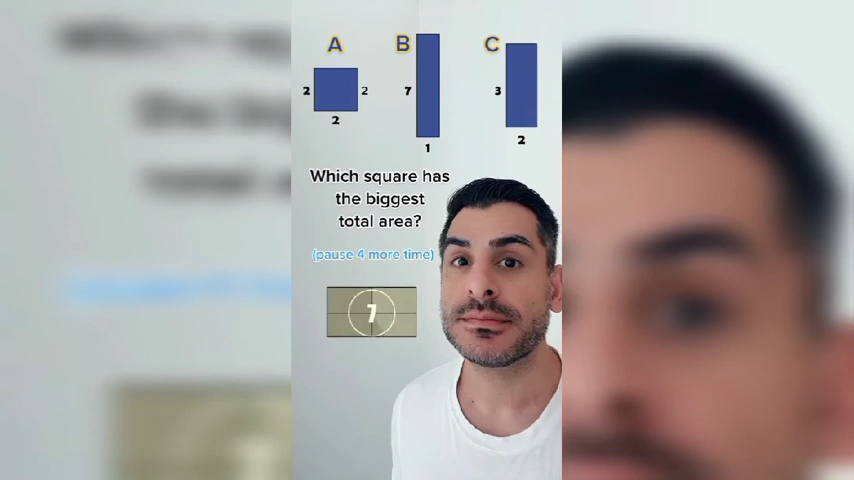 A
B
C
2
2
2
7
1
3
2
Which square has
the biggest
total area?
(pause 4 more time)
7